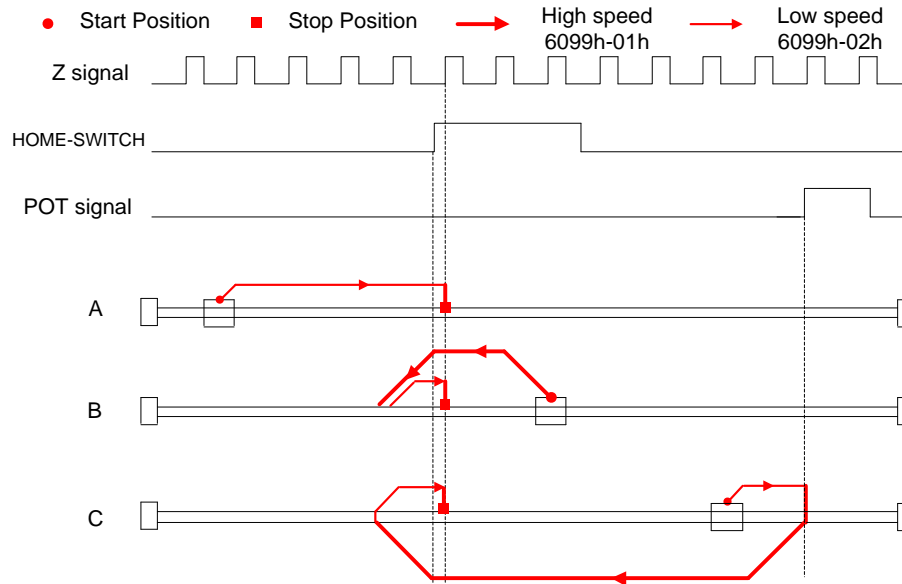 Start Position Stop Position High speed Low speed
6099h-01h 6099h-02h
Z signal
HOME-SWITCH
POT signal
A
B
C